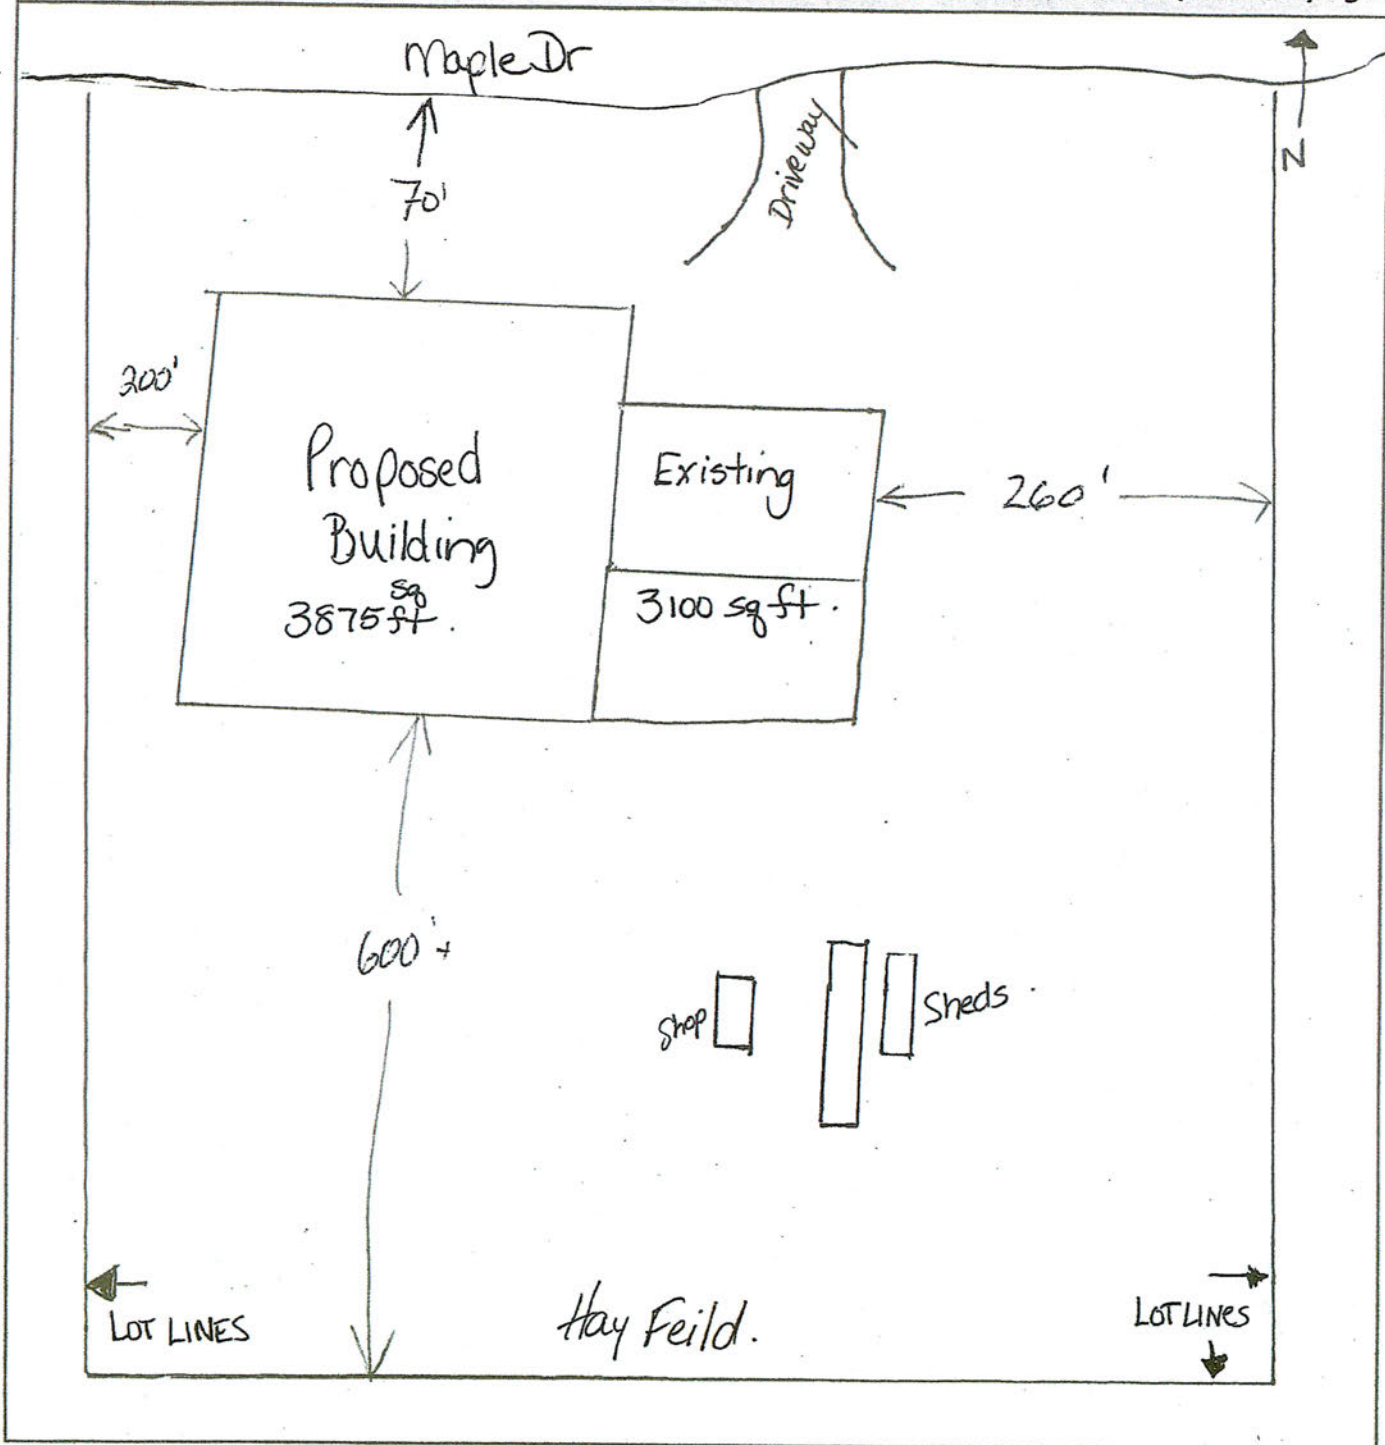 Maple Dr
N
Driveway
70'
200'
Proposed
Building
3875 sq ft.
Existing
3100 sq ft.
260'
600'+
Shop
Sheds
LOT LINES
Hay Feild.
LOT LINES